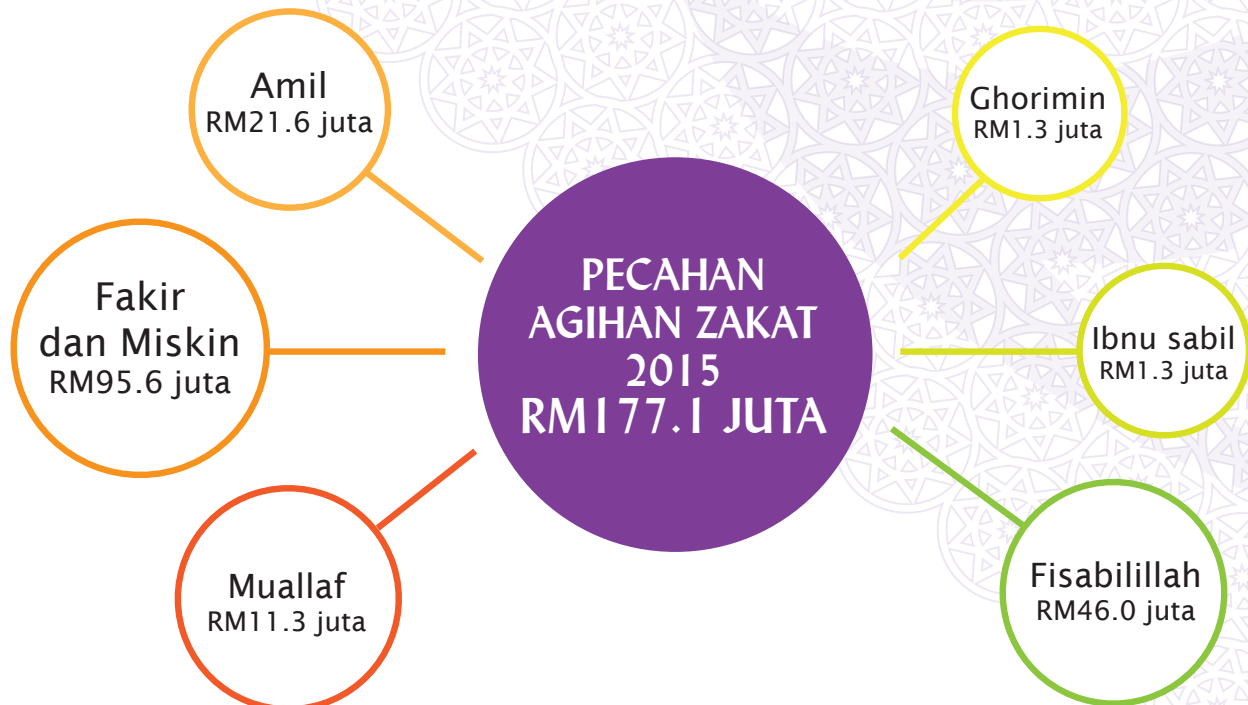 Amil
RM21.6 juta
Ghorimin
RM1.3 juta
Fakir
dan Miskin
RM95.6 juta
PECAHAN
AGIHAN ZAKAT
2015
RM177.1 JUTA
Ibnu sabil
RM1.3 juta
Muallaf
RM11.3 juta
Fisabilillah
RM46.0 juta